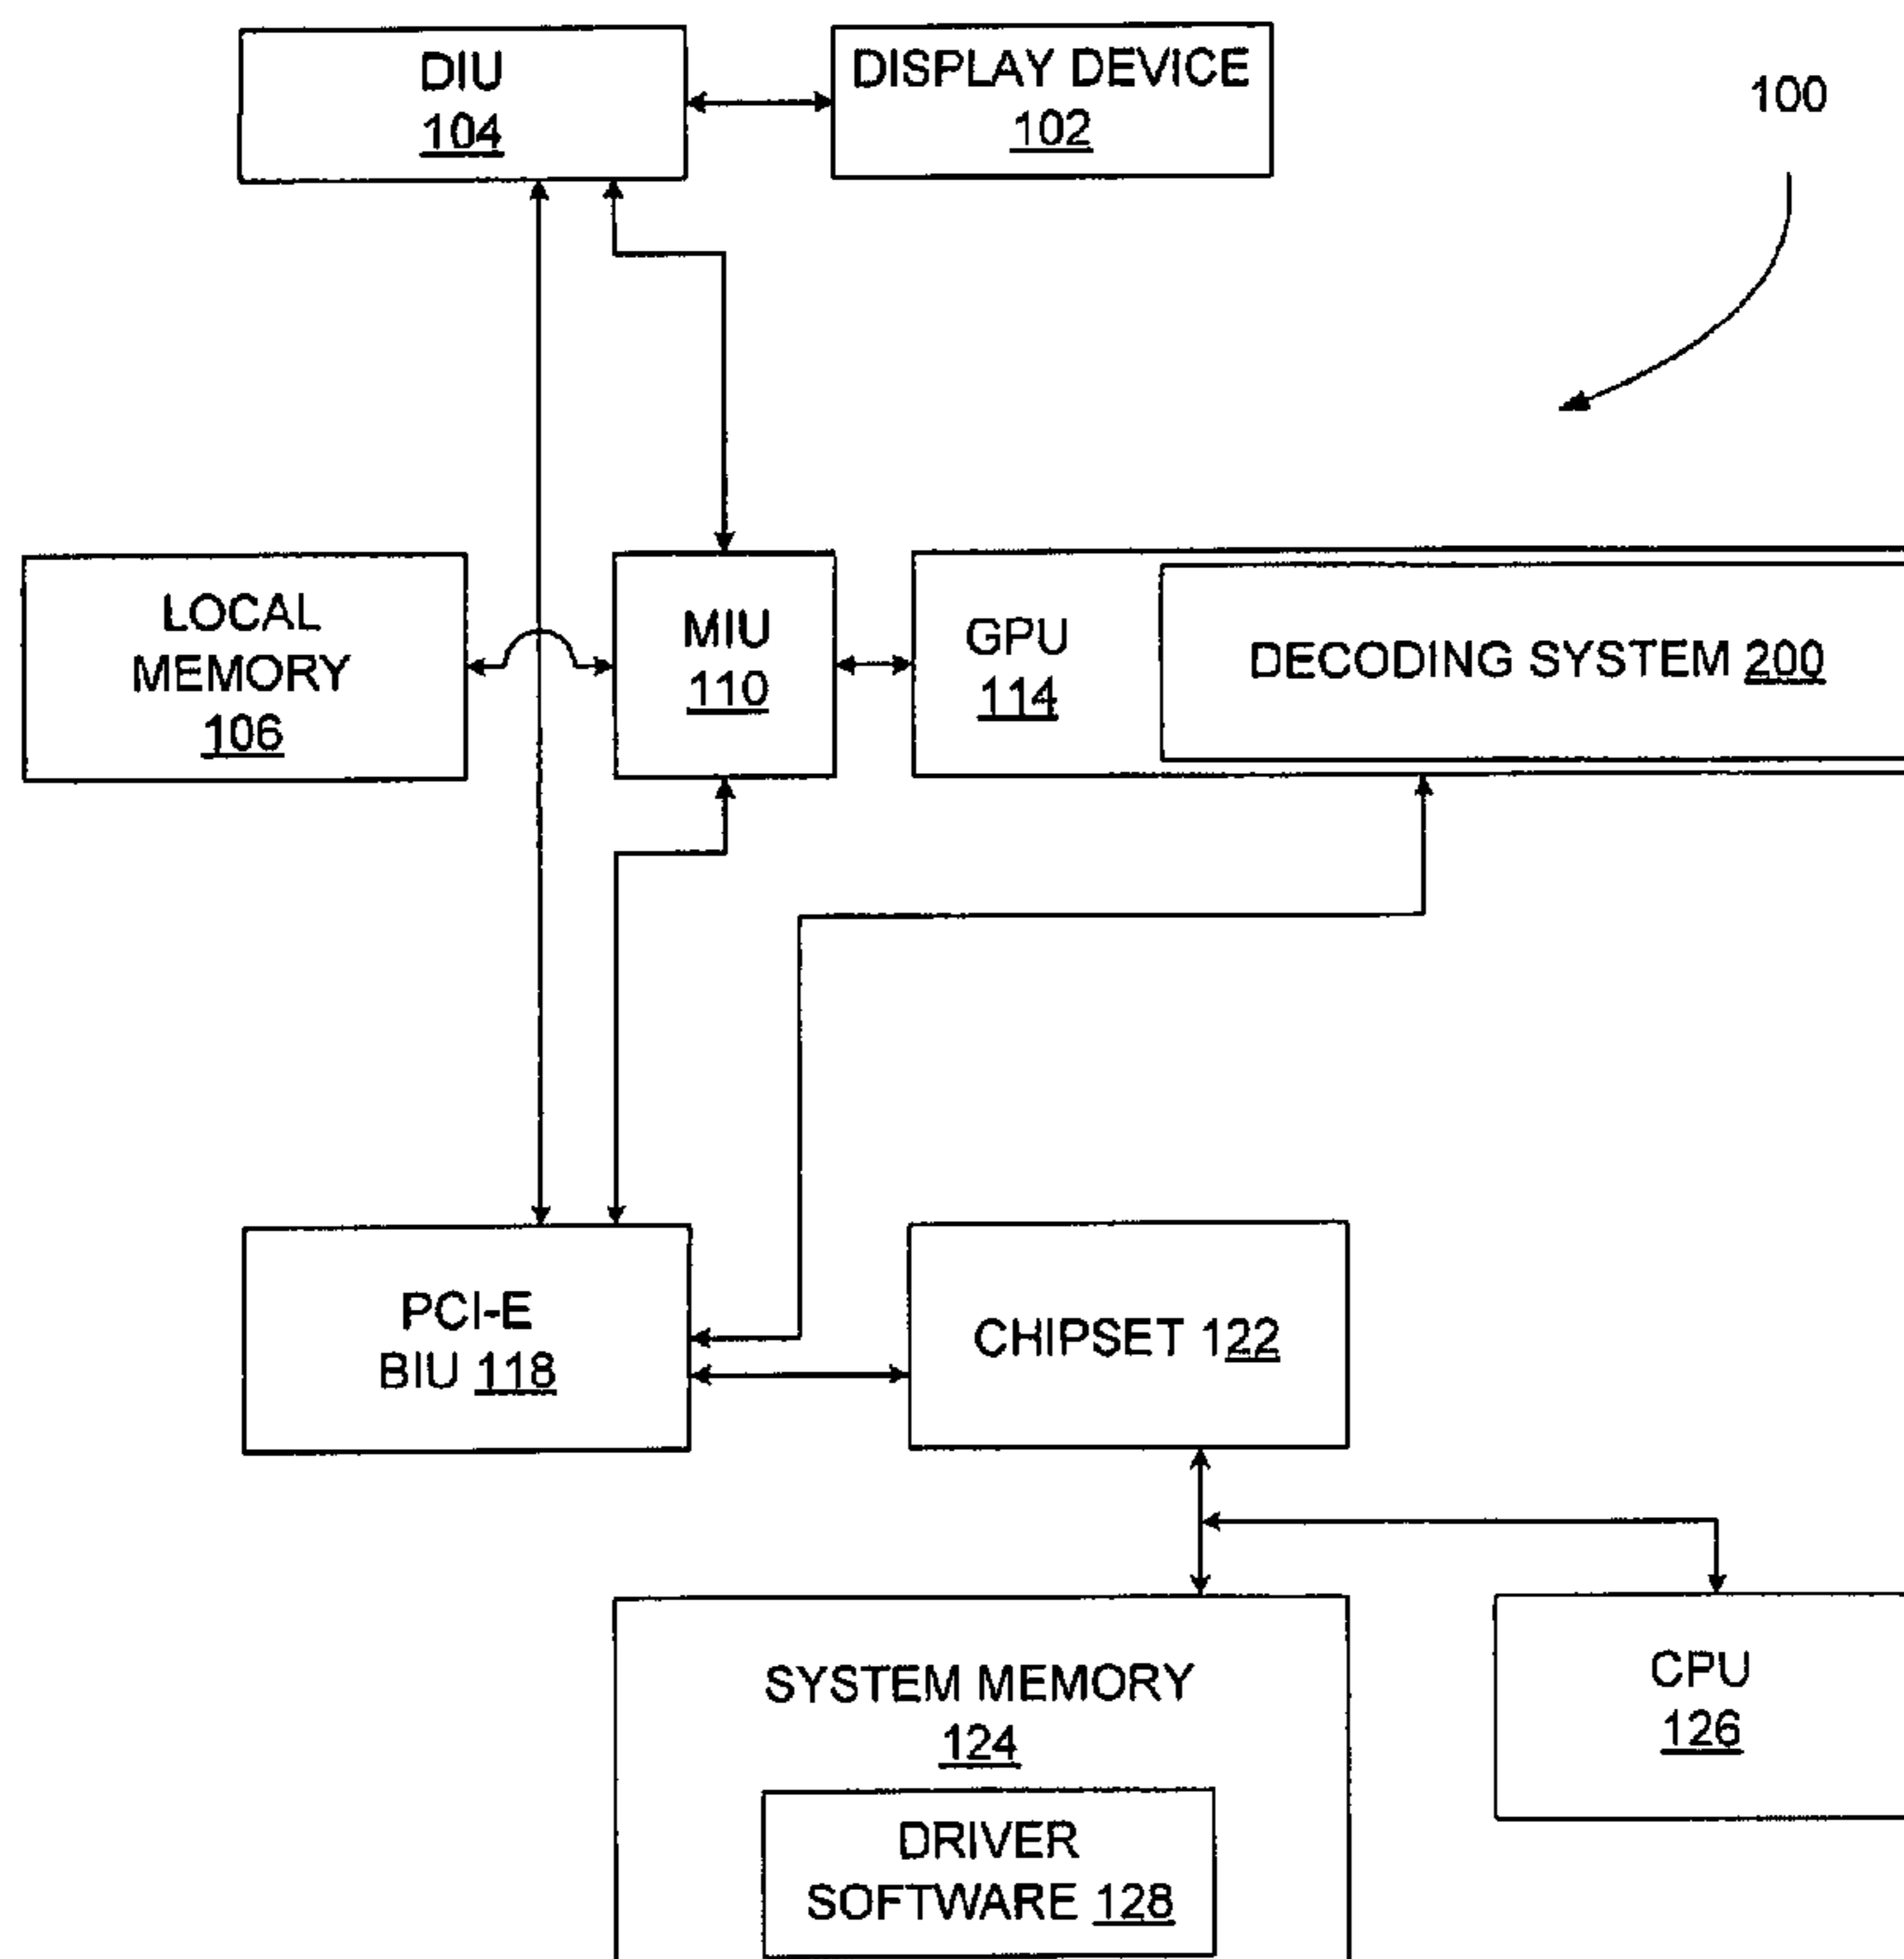 DIU
104
DISPLAY DEVICE
102
100
LOCAL
MEMORY
106
MIU
110
GPU
114
DECODING SYSTEM 200
PCI-E
BIU 118
CHIPSET 122
SYSTEM MEMORY
124
DRIVER
SOFTWARE 128
CPU
126